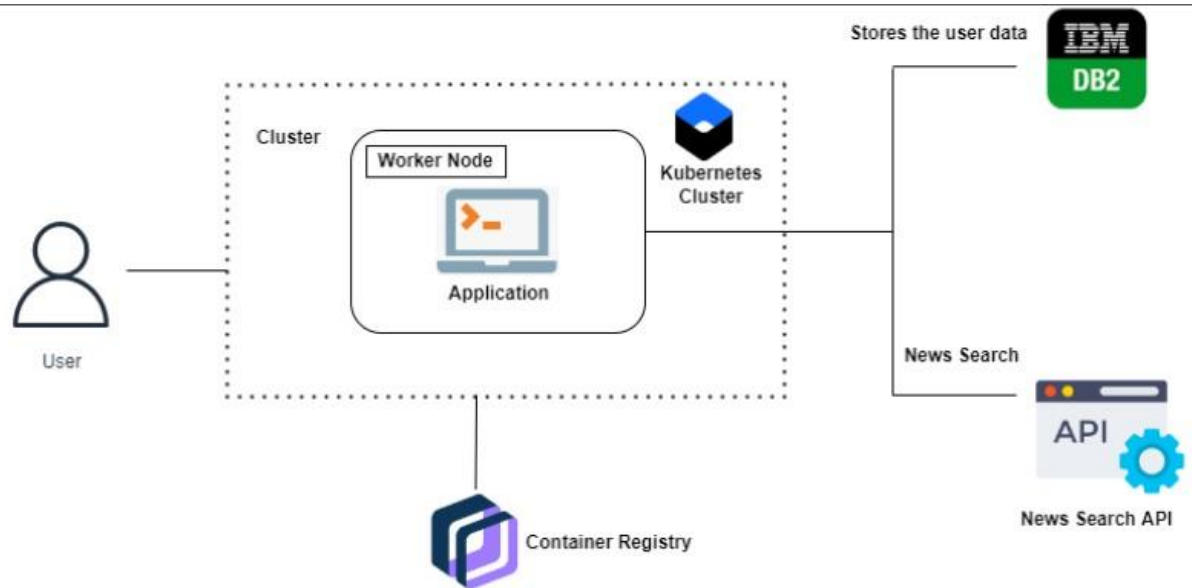 Stores the user data
IBM
DB2
Cluster
Worker Node
Kubernetes
Cluster
Application
User
News Search
API
News Search API
Container Registry